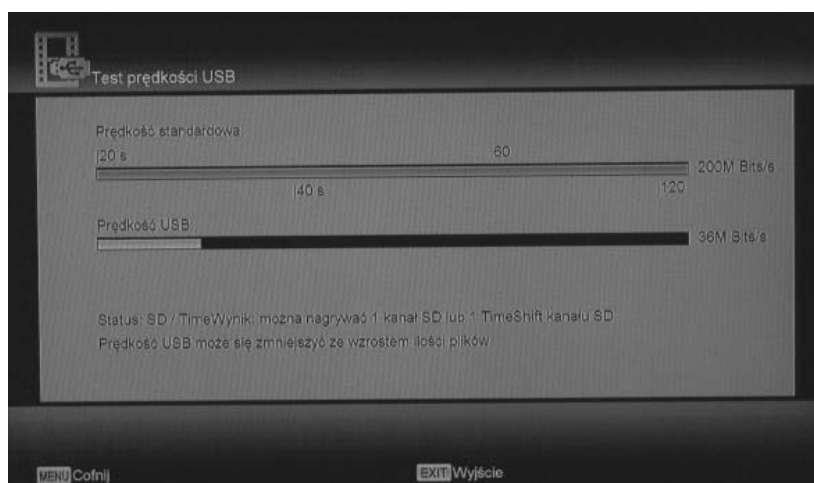 Test prędkości USB
Prędkość standardowa
|20 s 60
200M Bits/s
|40 s |120
Prędkość USB
36M Bits/s
Status: SD / TimeWynik: można nagrywać 1 kanał SD lub 1 TimeShift kanału SD
Prędkość USB może się zmniejszyć ze wzrostem ilości plików
MENU Cofnij EXIT Wyjście